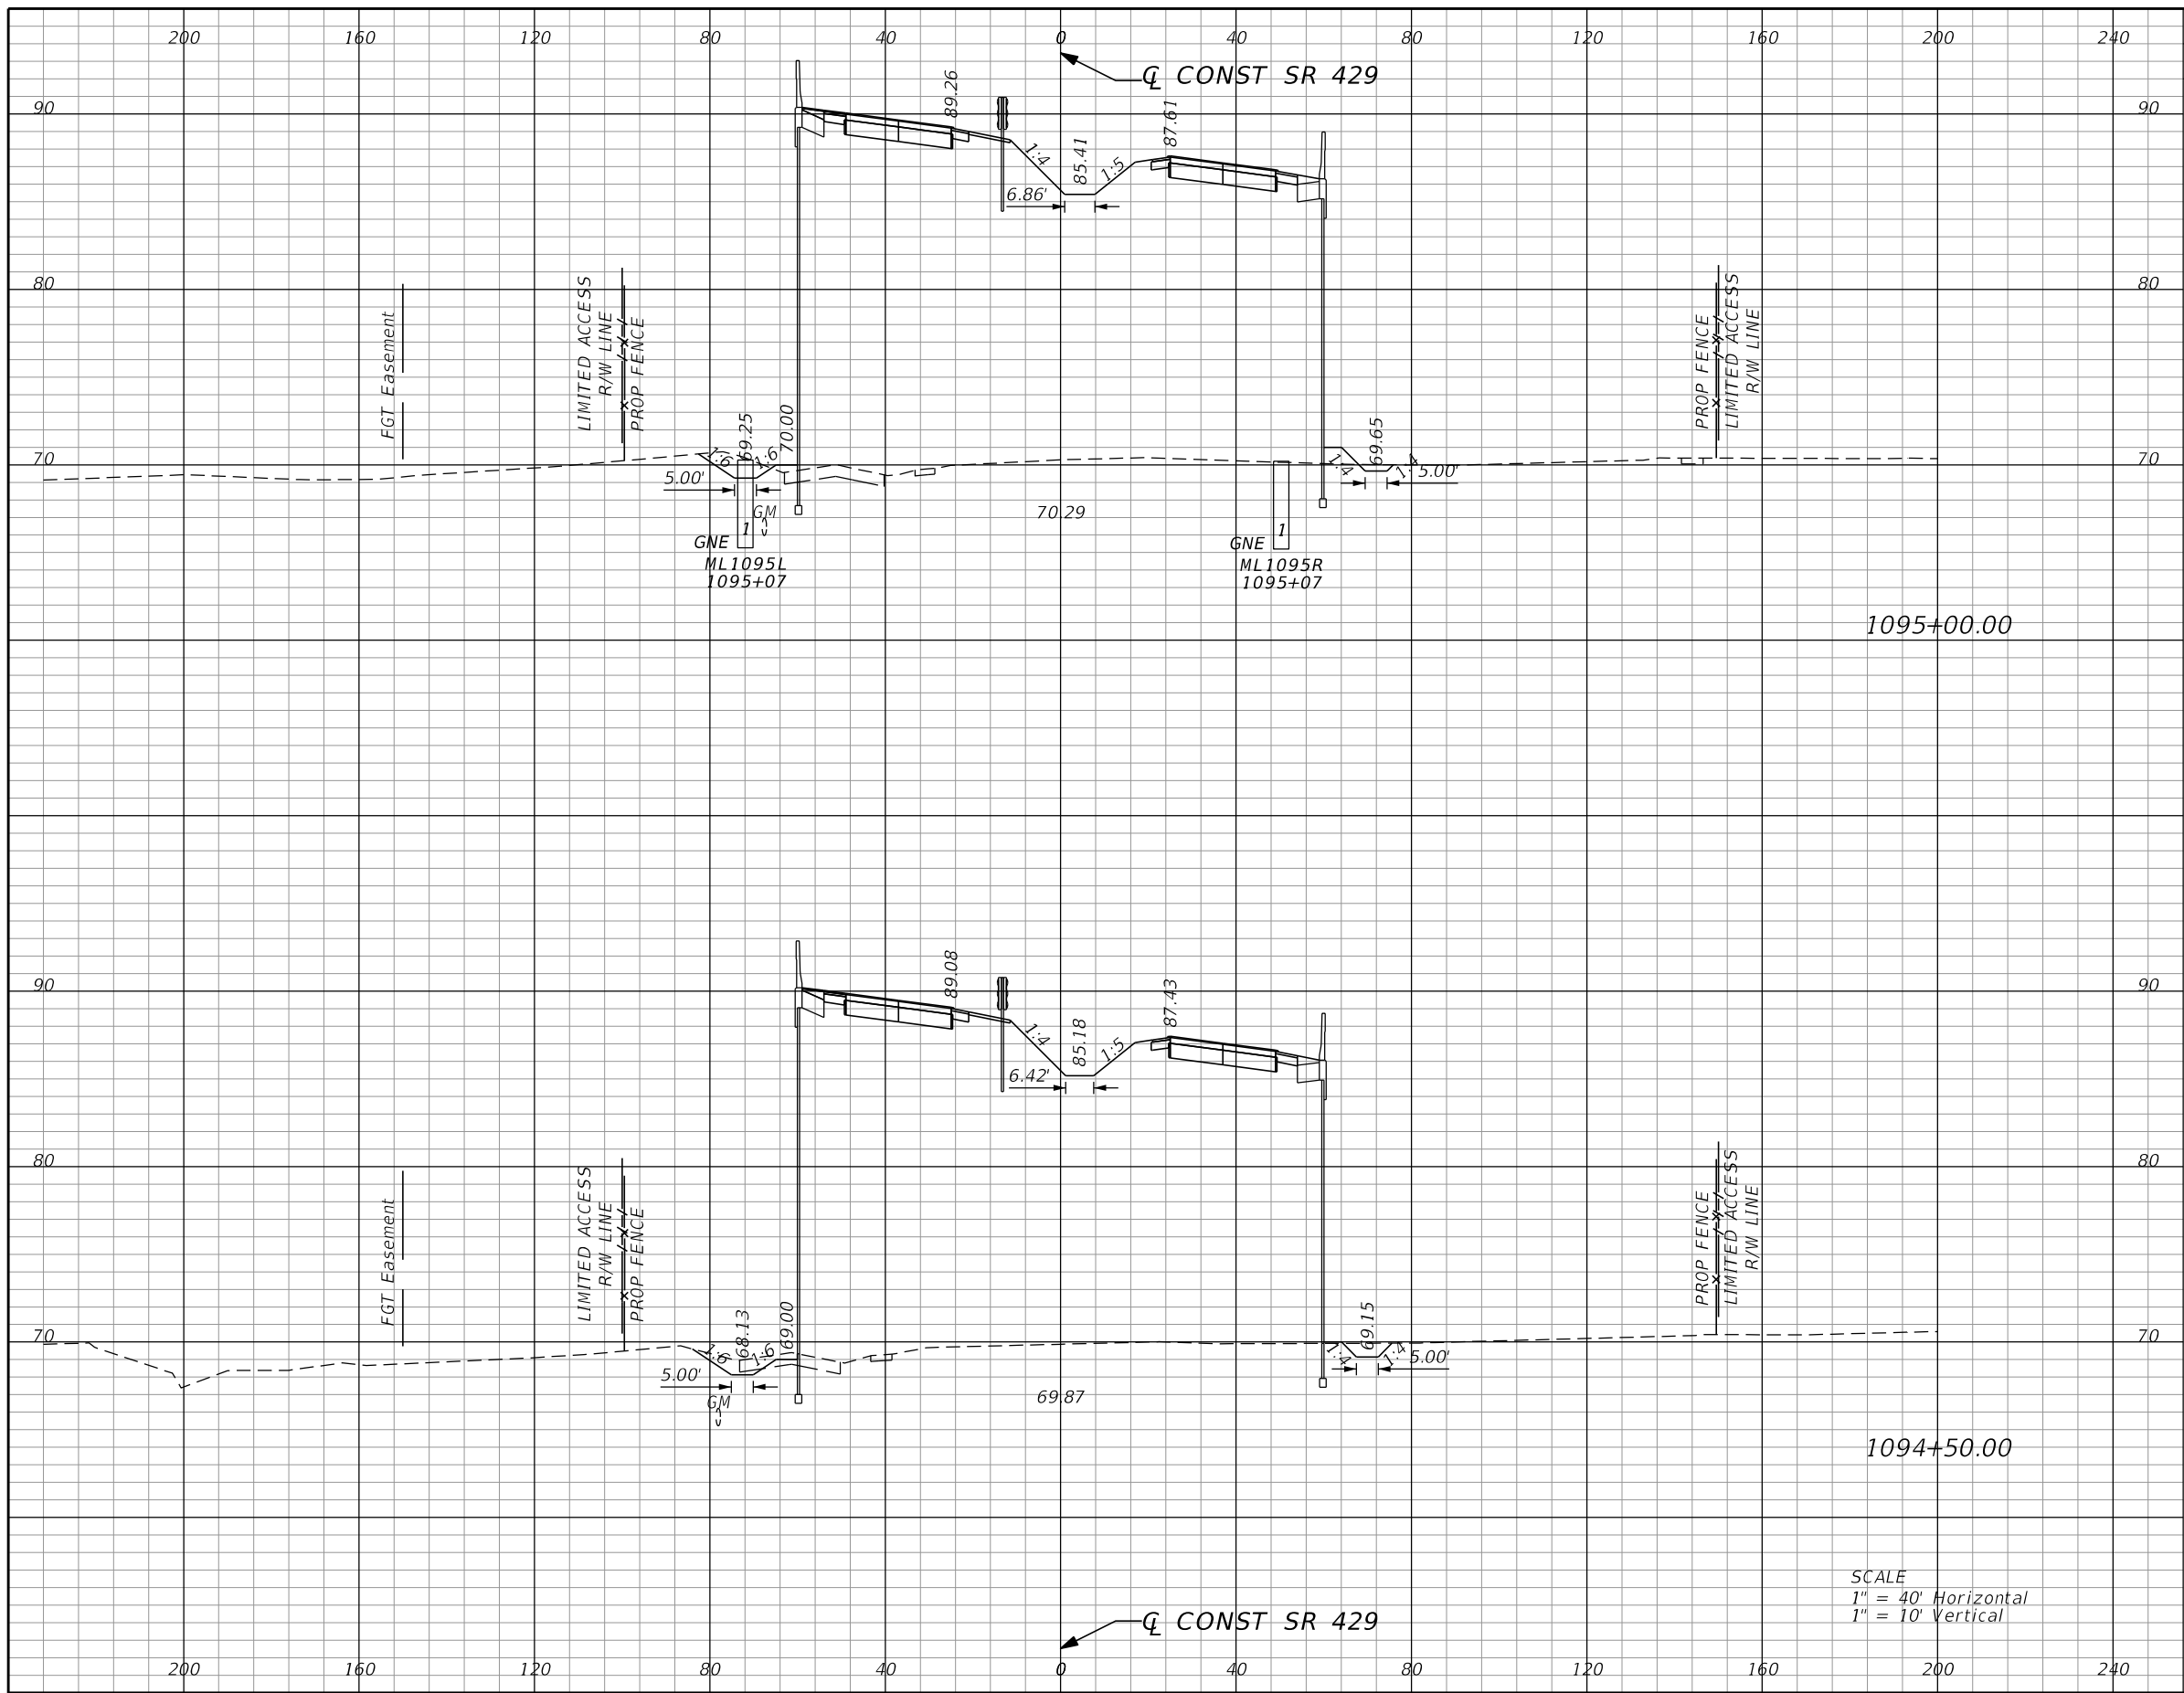 200 160 120 80 40 0 40 80 120 160 200 240
℄ CONST SR 429
90 89.26 87.61 90
1:4 85.41 1:5
6.86'
80 80
FGT Easement
LIMITED ACCESS
R/W LINE
PROP FENCE
PROP FENCE
LIMITED ACCESS
R/W LINE
70 1:6 69.25 1:6 70.00 1:4 69.65 1:4 70
5.00' 5.00'
GM 70.29
1 1
GNE GNE
ML1095L ML1095R
1095+07 1095+07
1095+00.00
90 89.08 87.43 90
1:4 85.18 1:5
6.42'
80 80
FGT Easement
LIMITED ACCESS
R/W LINE
PROP FENCE
PROP FENCE
LIMITED ACCESS
R/W LINE
70 1:6 68.13 1:6 69.00 1:4 69.15 1:4 70
5.00' 5.00'
GM 69.87
1094+50.00
SCALE
1" = 40' Horizontal
1" = 10' Vertical
℄ CONST SR 429
200 160 120 80 40 0 40 80 120 160 200 240